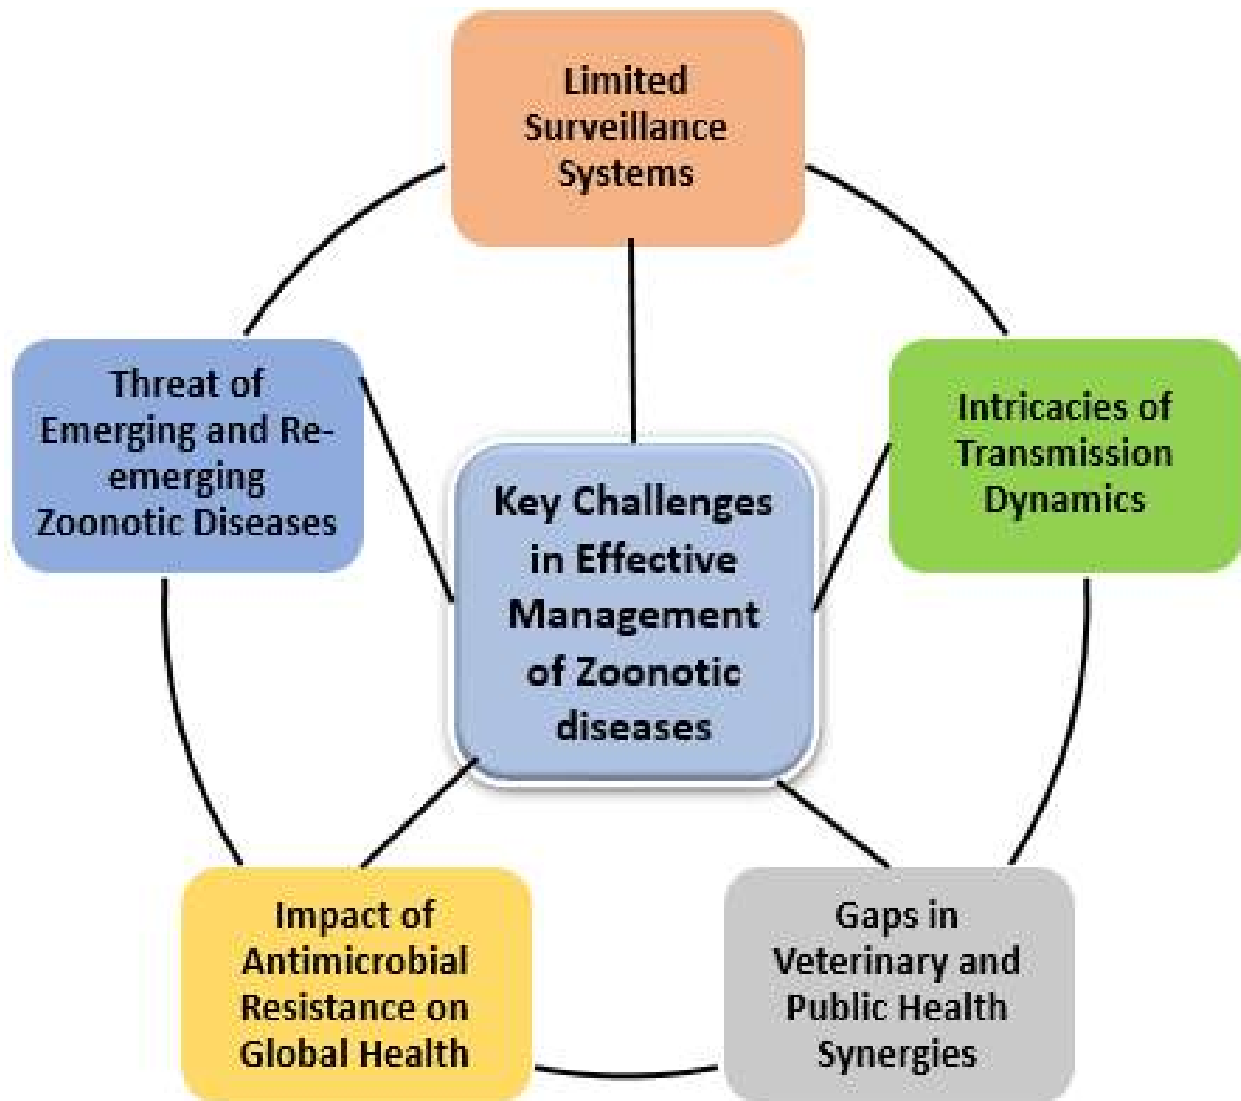 Limited
Surveillance
Systems
Threat of
Emerging and Re-
emerging
Zoonotic Diseases
Intricacies of
Transmission
Dynamics
Key Challenges
in Effective
Management
of Zoonotic
diseases
Impact of
Antimicrobial
Resistance on
Global Health
Gaps in
Veterinary and
Public Health
Synergies